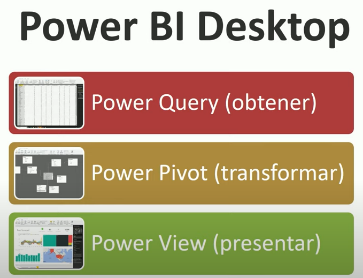 Power BI Desktop
Power Query (obtener)
Power Pivot (transformar)
Power View (presentar)